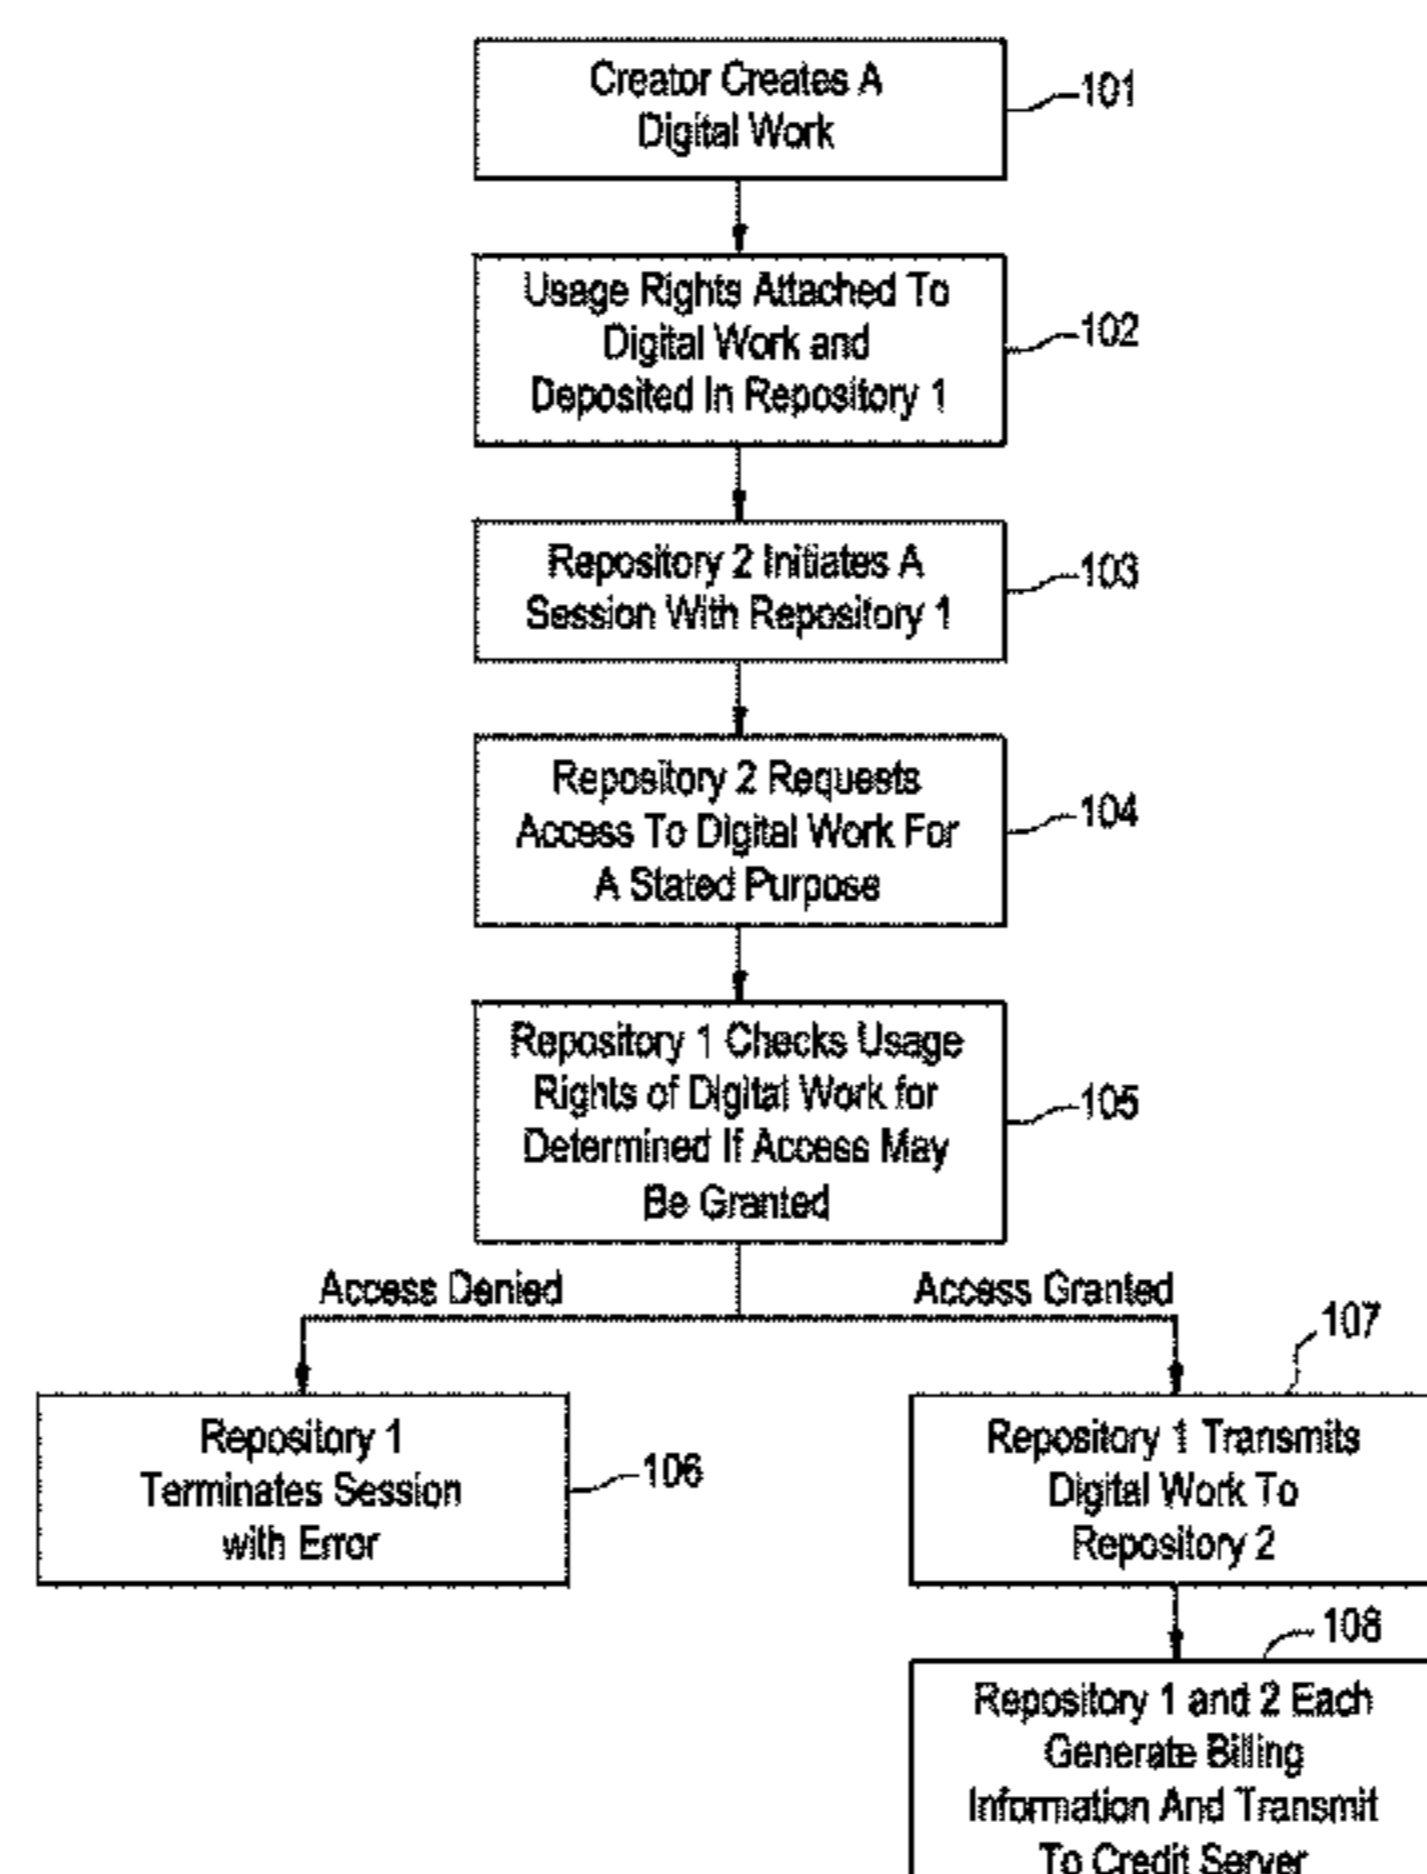 Creator Creates A
Digital Work
101
Usage Rights Attached To
Digital Work and
Deposited In Repository 1
102
Repository 2 Initiates A
Session With Repository 1
103
Repository 2 Requests
Access To Digital Work For
A Stated Purpose
104
Repository 1 Checks Usage
Rights of Digital Work for
Determined If Access May
Be Granted
105
Access Denied
Access Granted
107
Repository 1
Terminates Session
with Error
106
Repository 1 Transmits
Digital Work To
Repository 2
108
Repository 1 and 2 Each
Generate Billing
Information And Transmit
To Credit Server